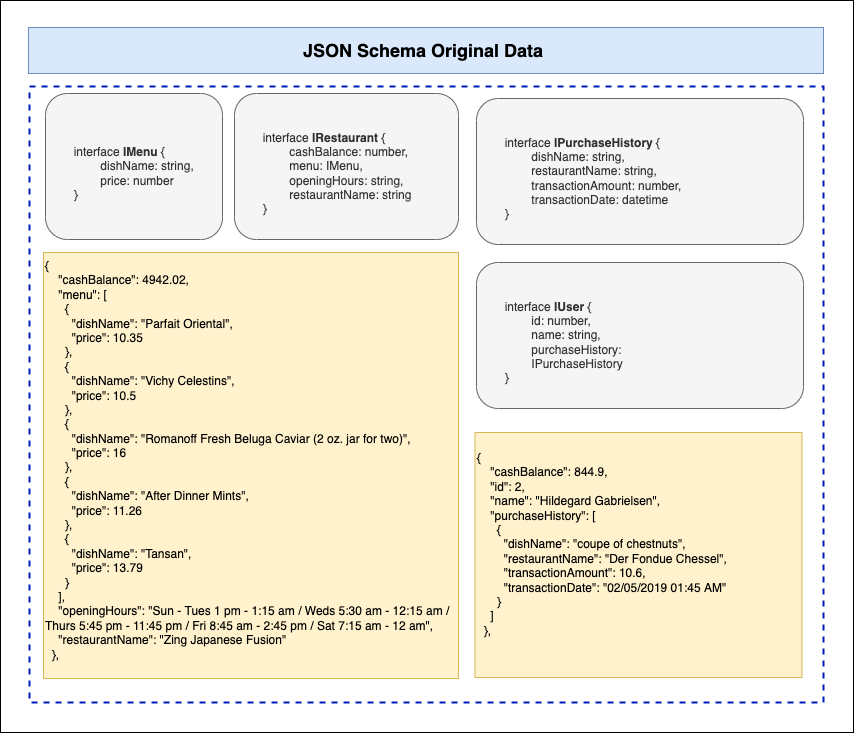 JSON Schema Original Data
interface IMenu {
dishName: string,
price: number
}
interface IRestaurant {
cashBalance: number,
menu: IMenu,
openingHours: string,
restaurantName: string
}
interface IPurchaseHistory {
dishName: string,
restaurantName: string,
transactionAmount: number,
transactionDate: datetime
}
{
"cashBalance": 4942.02,
"menu": [
{
"dishName": "Parfait Oriental",
"price": 10.35
},
{
"dishName": "Vichy Celestins",
"price": 10.5
},
{
"dishName": "Romanoff Fresh Beluga Caviar (2 oz. jar for two)",
"price": 16
},
{
"dishName": "After Dinner Mints",
"price": 11.26
},
{
"dishName": "Tansan",
"price": 13.79
}
],
"openingHours": "Sun - Tues 1 pm - 1:15 am / Weds 5:30 am - 12:15 am /
Thurs 5:45 pm - 11:45 pm / Fri 8:45 am - 2:45 pm / Sat 7:15 am - 12 am",
"restaurantName": "Zing Japanese Fusion"
},
interface IUser {
id: number,
name: string,
purchaseHistory:
IPurchaseHistory
}
{
"cashBalance": 844.9,
"id": 2,
"name": "Hildegard Gabrielsen",
"purchaseHistory": [
{
"dishName": "coupe of chestnuts",
"restaurantName": "Der Fondue Chessel",
"transactionAmount": 10.6,
"transactionDate": "02/05/2019 01:45 AM"
}
]
},